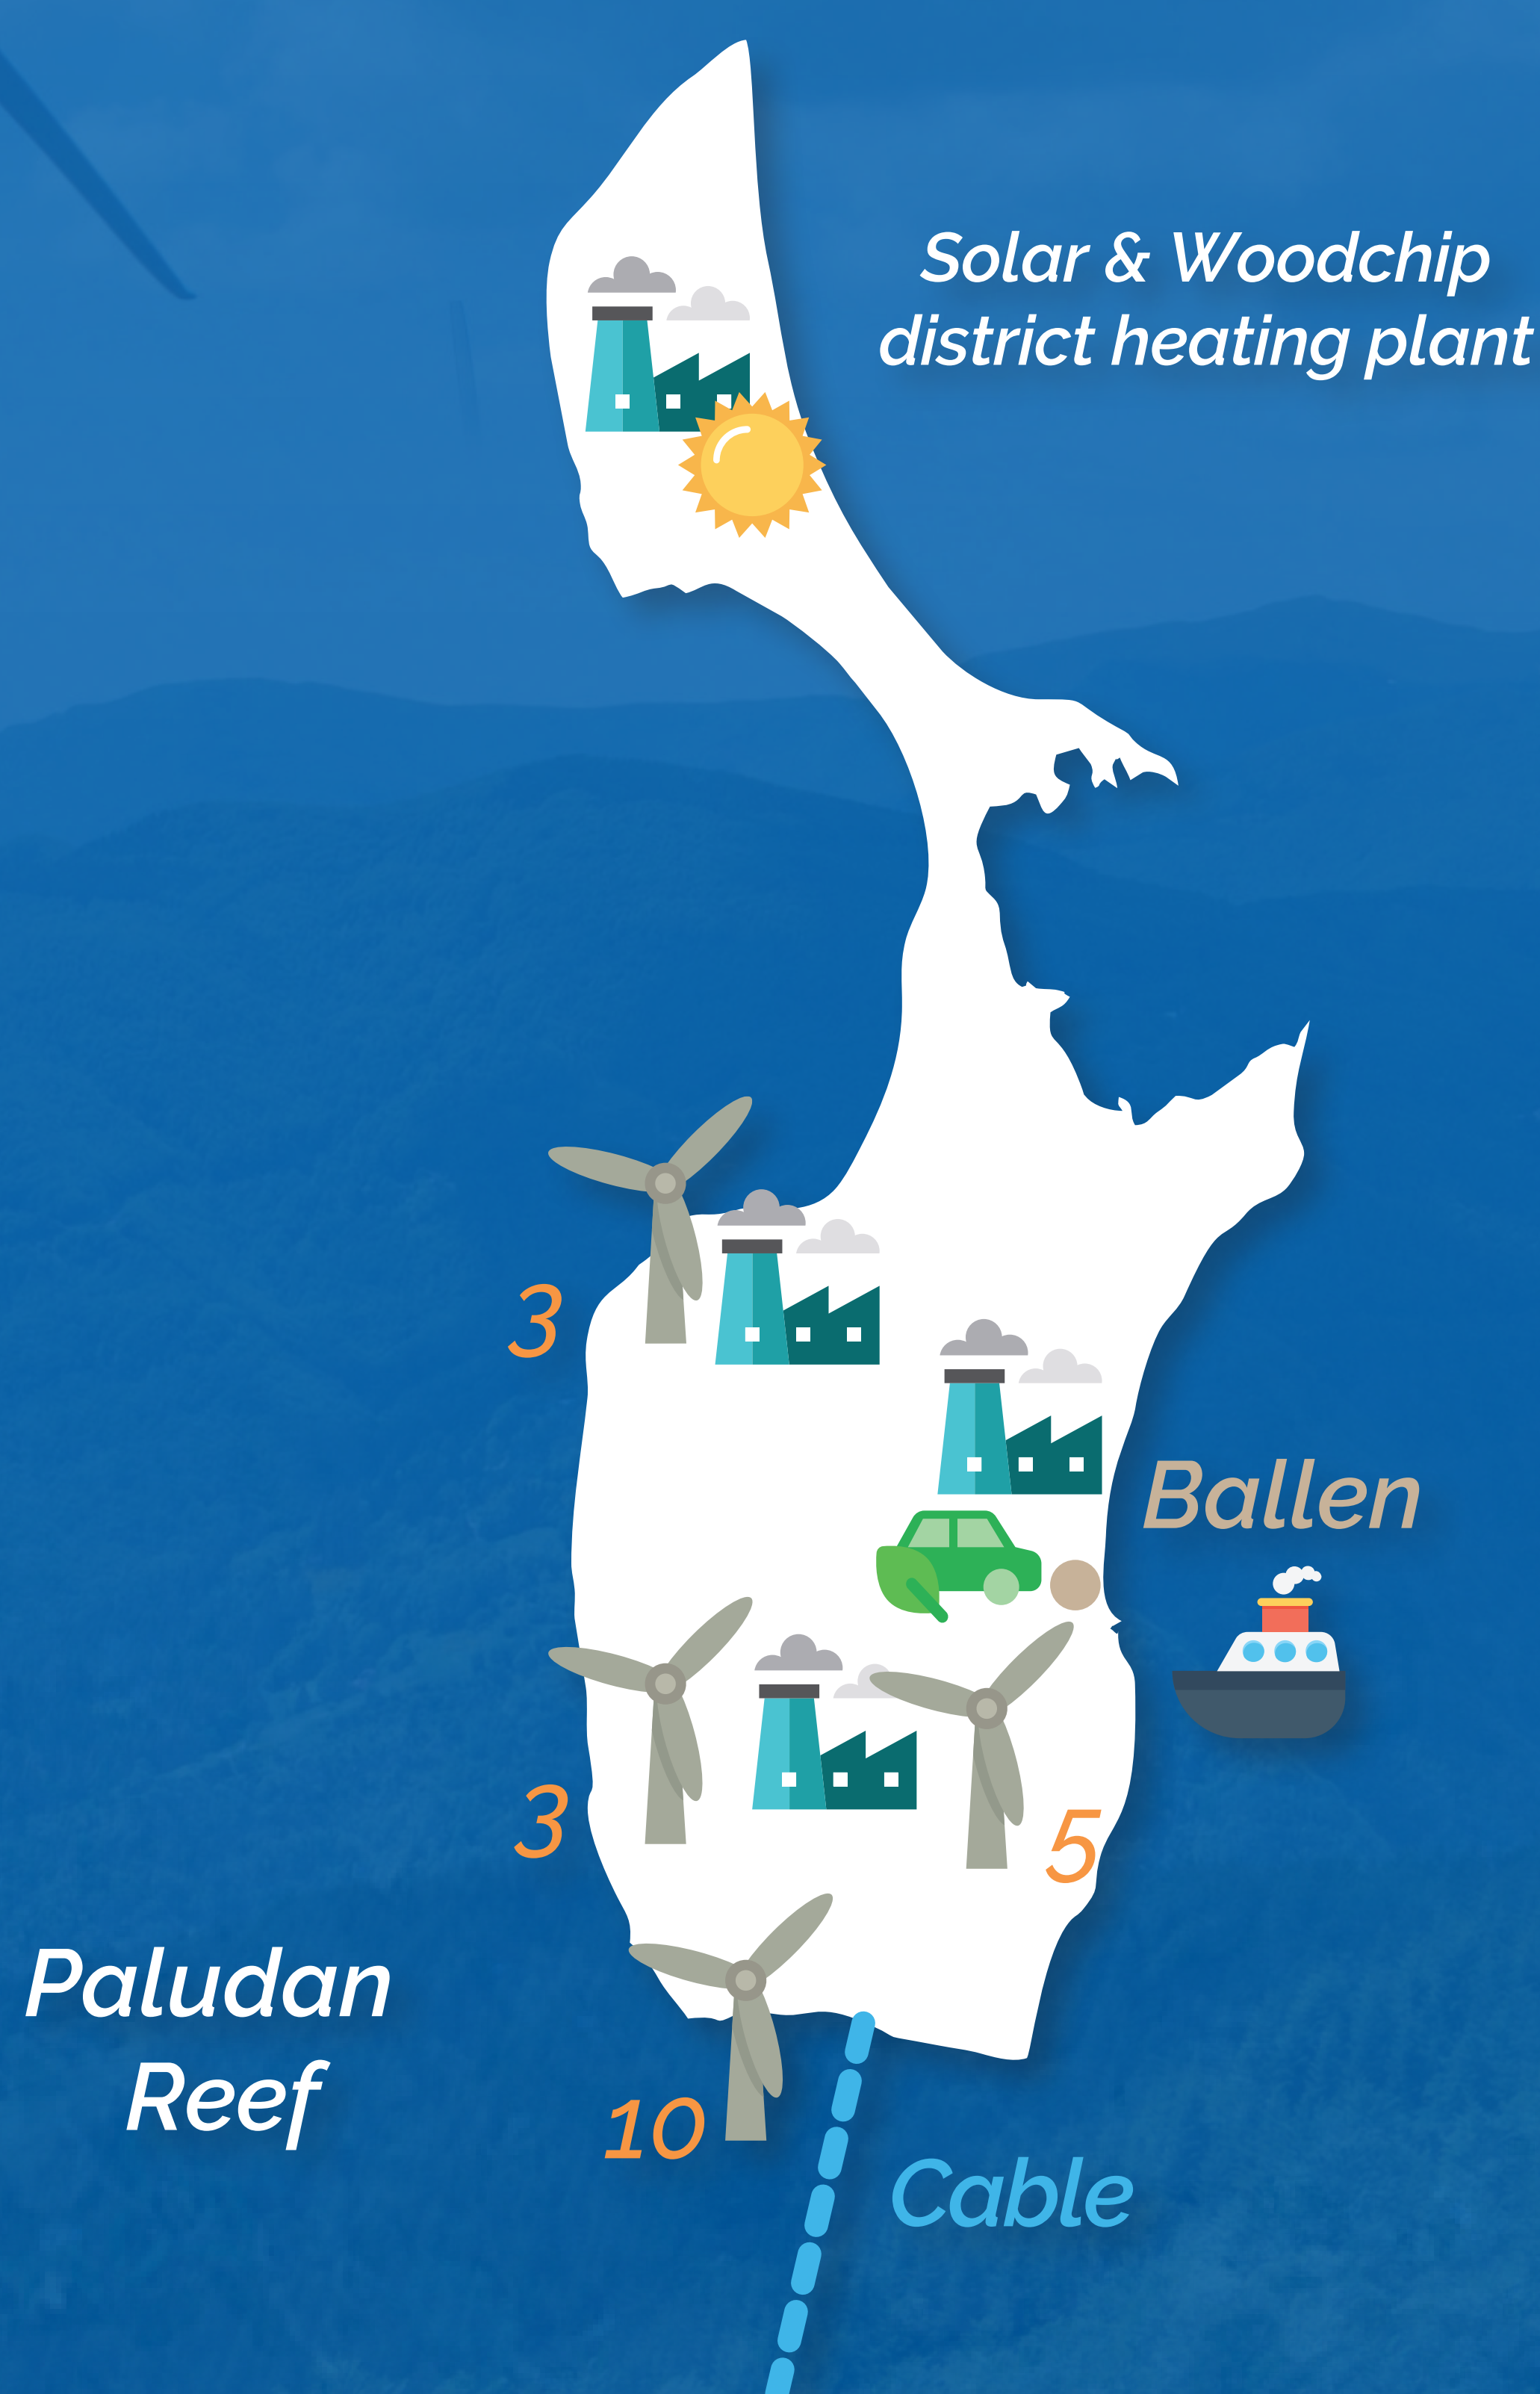 Solar & Woodchip
district heating plant
3
Ballen
3
5
Paludan
Reef
10
Cable